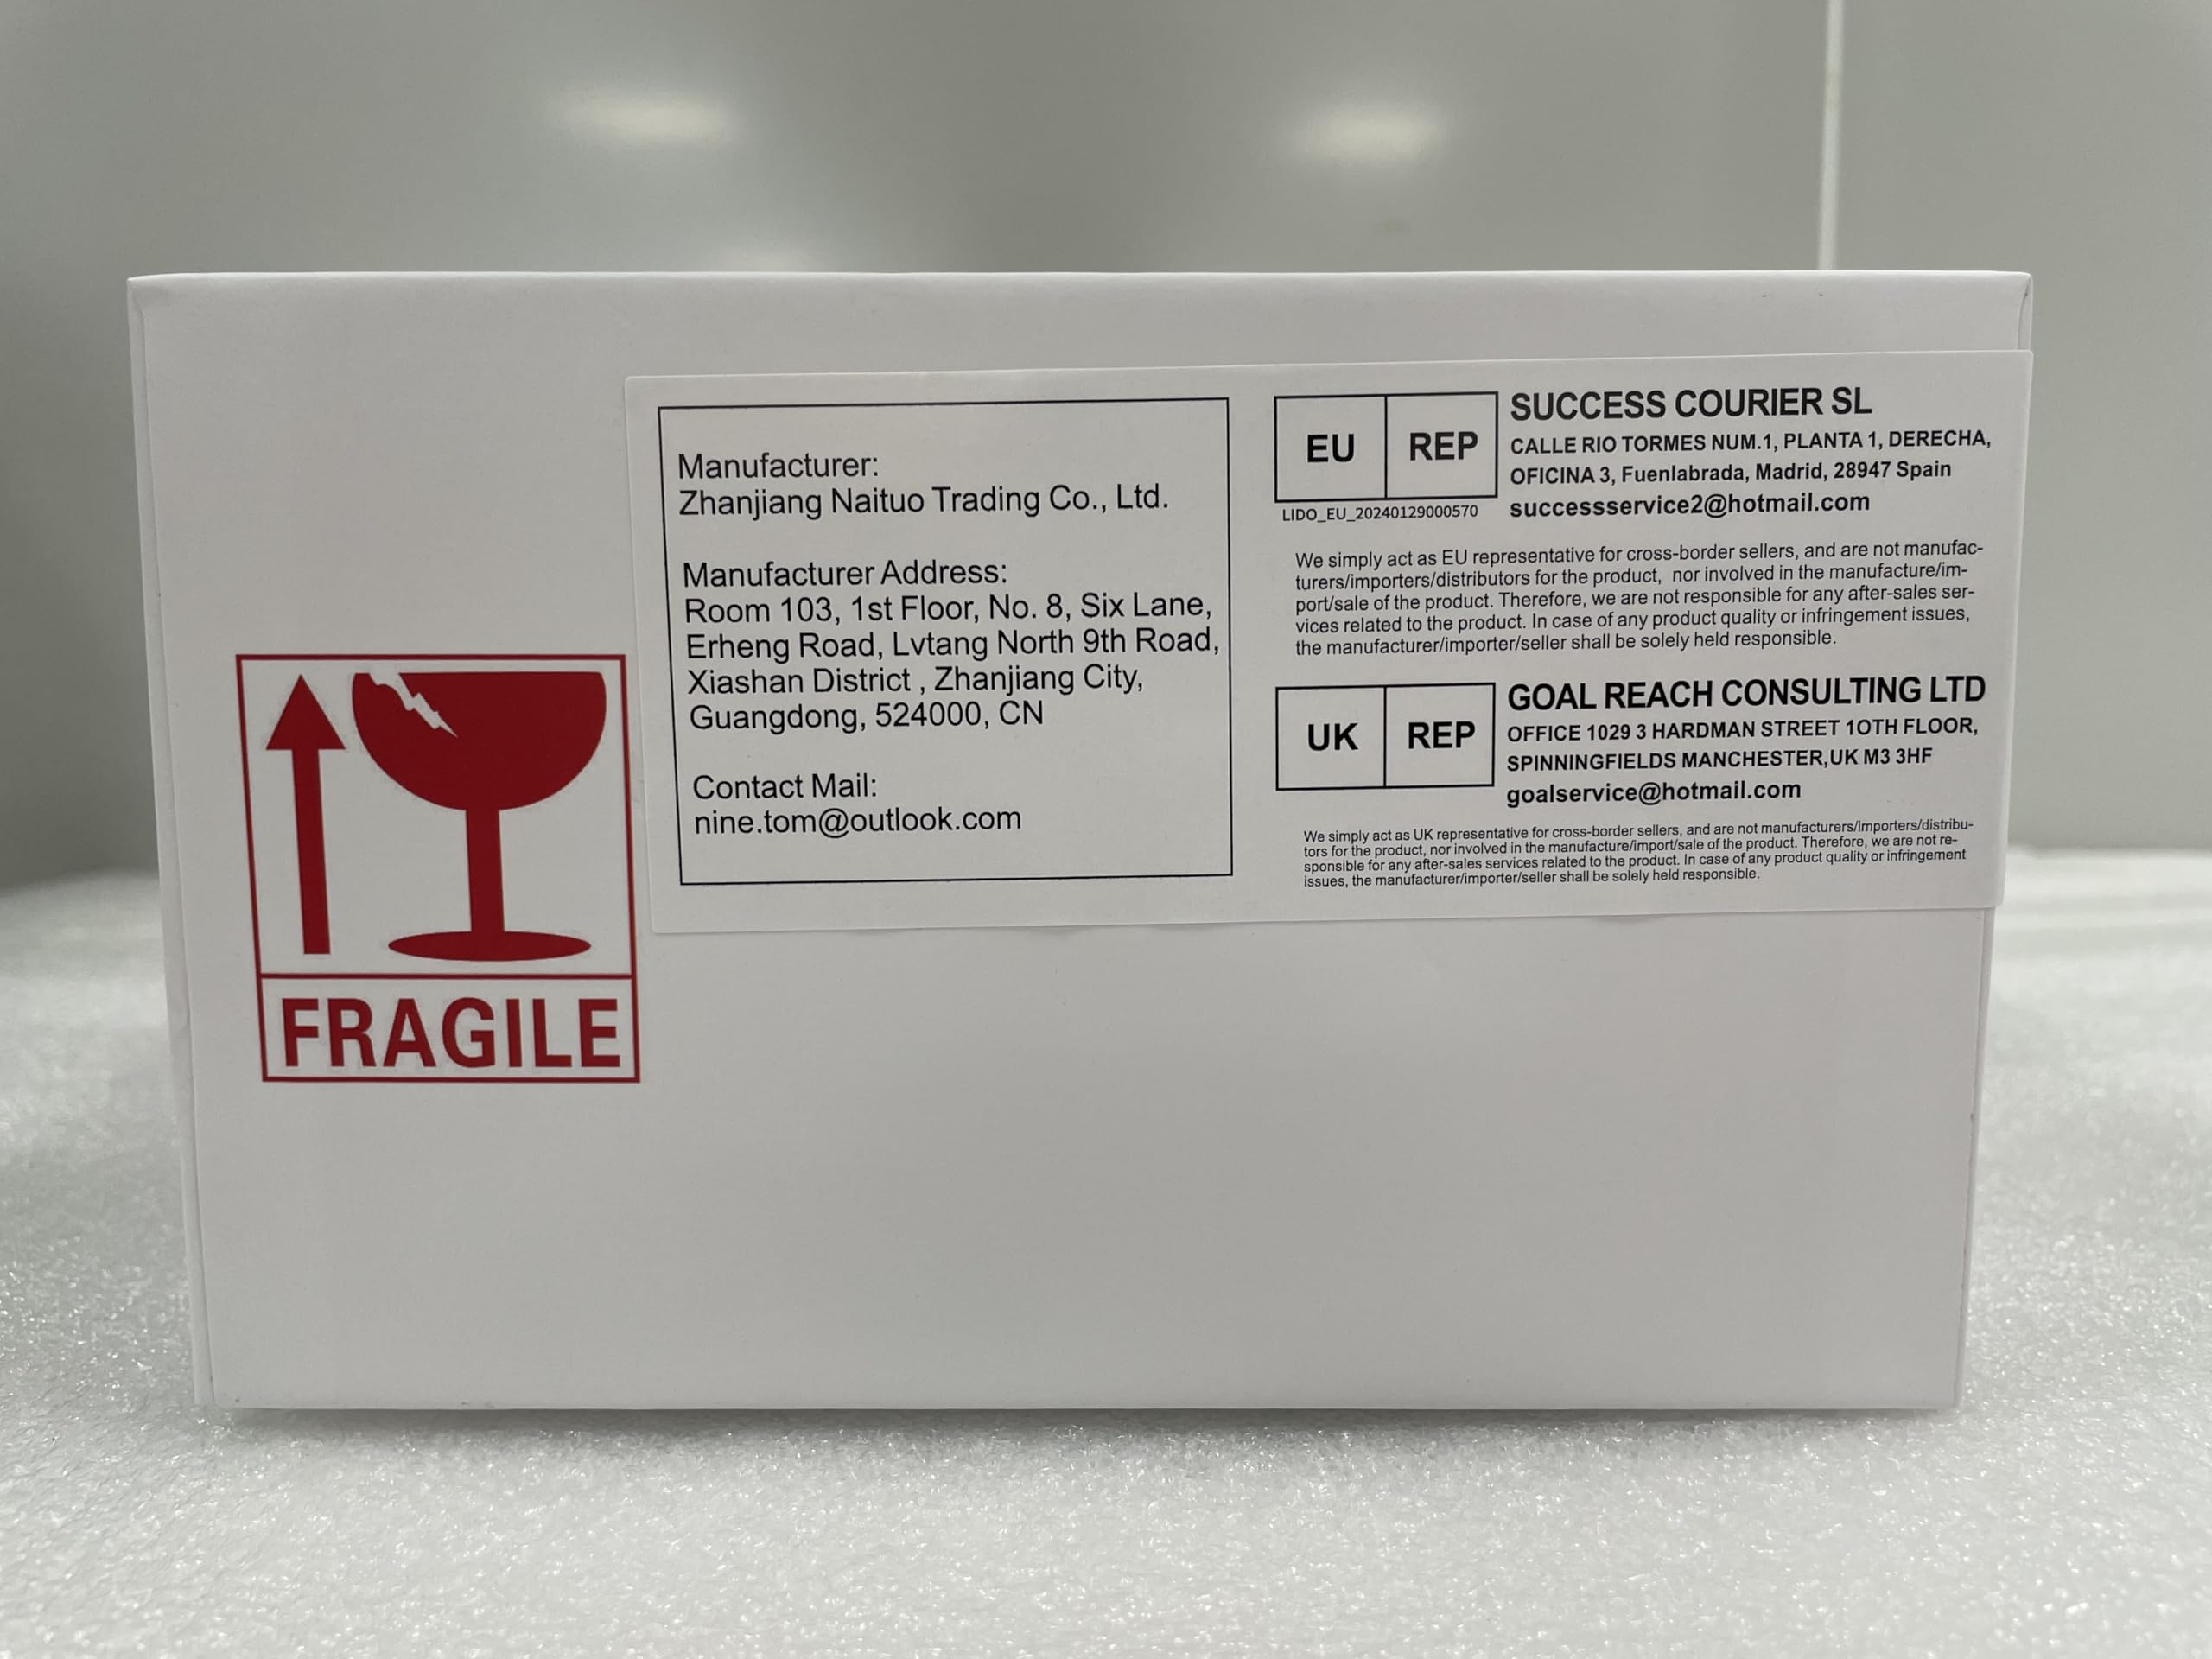 FRAGILE
Manufacturer:
Zhanjiang Naituo Trading Co., Ltd.
Manufacturer Address:
Room 103, 1st Floor, No. 8, Six Lane,
Erheng Road, Lvtang North 9th Road,
Xiashan District , Zhanjiang City,
Guangdong, 524000, CN
Contact Mail:
nine.tom@outlook.com
EU REP
LIDO_EU_20240129000570
SUCCESS COURIER SL
CALLE RIO TORMES NUM.1, PLANTA 1, DERECHA,
OFICINA 3, Fuenlabrada, Madrid, 28947 Spain
successservice2@hotmail.com
We simply act as EU representative for cross-border sellers, and are not manufac-
turers/importers/distributors for the product, nor involved in the manufacture/im-
port/sale of the product. Therefore, we are not responsible for any after-sales ser-
vices related to the product. In case of any product quality or infringement issues,
the manufacturer/importer/seller shall be solely held responsible.
UK REP
GOAL REACH CONSULTING LTD
OFFICE 1029 3 HARDMAN STREET 1OTH FLOOR,
SPINNINGFIELDS MANCHESTER,UK M3 3HF
goalservice@hotmail.com
We simply act as UK representative for cross-border sellers, and are not manufacturers/importers/distribu-
tors for the product, nor involved in the manufacture/import/sale of the product. Therefore, we are not re-
sponsible for any after-sales services related to the product. In case of any product quality or infringement
issues, the manufacturer/importer/seller shall be solely held responsible.